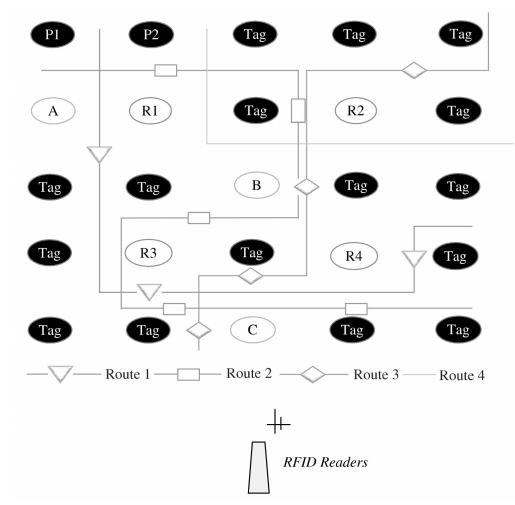 P1 P2 Tag Tag Tag
A R1 Tag R2 Tag
Tag Tag B Tag Tag
Tag R3 Tag R4 Tag
Tag Tag C Tag Tag
Route 1 Route 2 Route 3 Route 4
RFID Readers